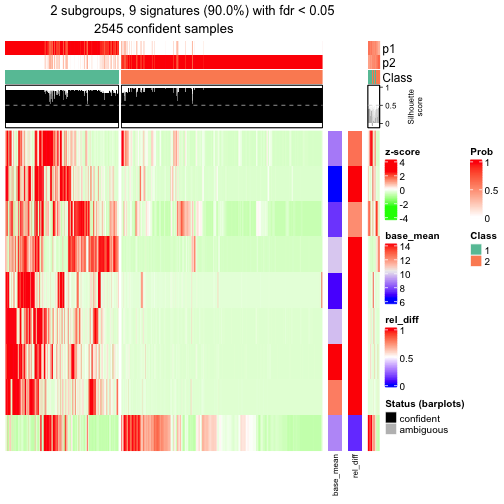 2 subgroups, 9 signatures (90.0%) with fdr < 0.05
2545 confident samples
p1
p2
Class
1
0.5
0
Silhouette
score
z-score
4
2
0
-2
-4
Prob
1
0.5
0
base_mean
14
12
10
8
6
Class
1
2
rel_diff
1
0.5
0
Status (barplots)
confident
ambiguous
base_mean
rel_diff